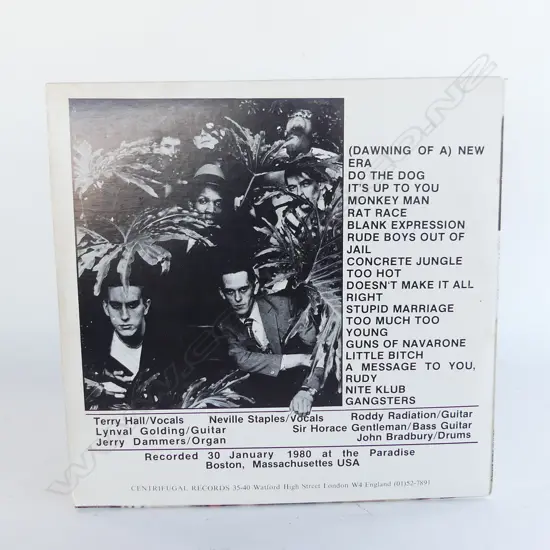 (DAWNING OF A) NEW
ERA
DO THE DOG
IT'S UP TO YOU
MONKEY MAN
RAT RACE
BLANK EXPRESSION
RUDE BOYS OUT OF
JAIL
CONCRETE JUNGLE
TOO HOT
DOESN'T MAKE IT ALL
RIGHT
STUPID MARRIAGE
TOO MUCH TOO
YOUNG
GUNS OF NAVARONE
LITTLE BITCH
A MESSAGE TO YOU,
RUDY
NITE KLUB
GANGSTERS
Terry Hall/Vocals Neville Staples/Vocals Roddy Radiation/Guitar
Lynval Golding/Guitar Sir Horace Gentleman/Bass Guitar
Jerry Dammers/Organ John Bradbury/Drums
Recorded 30 January 1980 at the Paradise
Boston, Massachusettes USA
CENTRIFUGAL RECORDS 35-40 Watford High Street London W4 England (01)52-7891